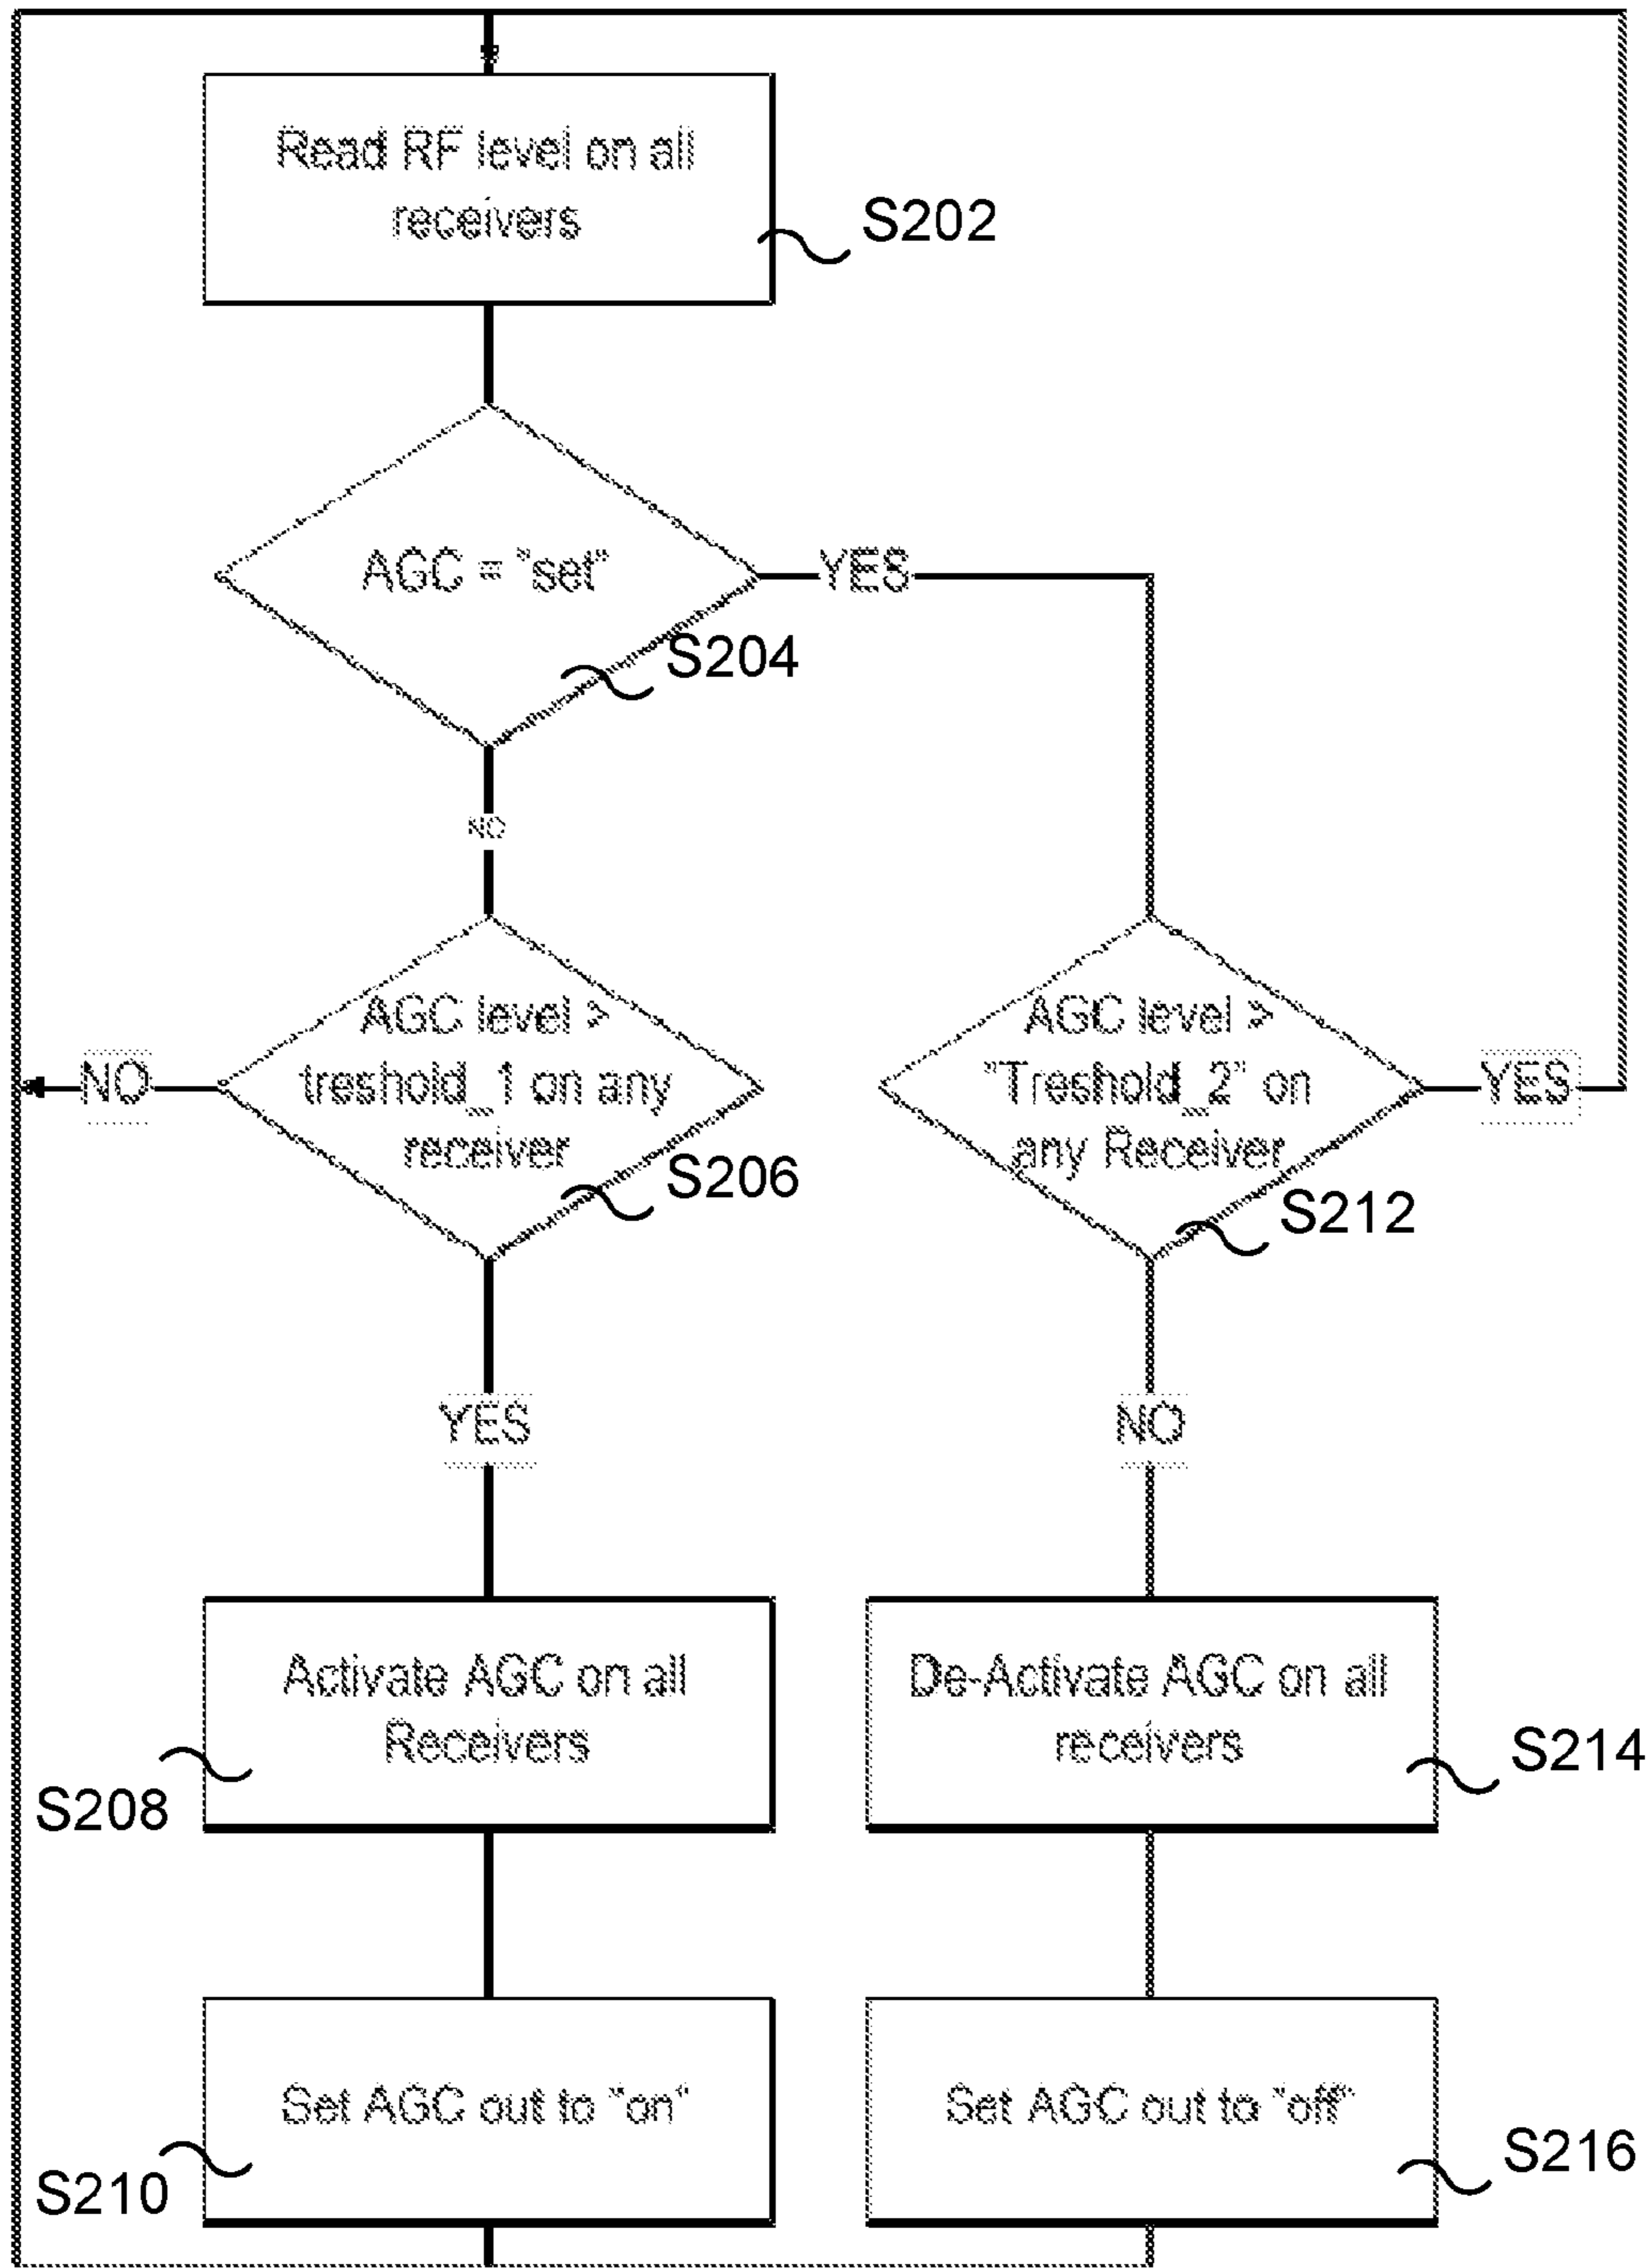 Read RF level on all
receivers
S202
AGC = "set"
YES
S204
NO
AGC level >
treshold_1 on any
receiver
NO
S206
AGC level >
"Treshold_2" on
any Receiver
YES
S212
YES
NO
Activate AGC on all
Receivers
S208
De-Activate AGC on all
receivers
S214
Set AGC out to "on"
S210
Set AGC out to "off"
S216